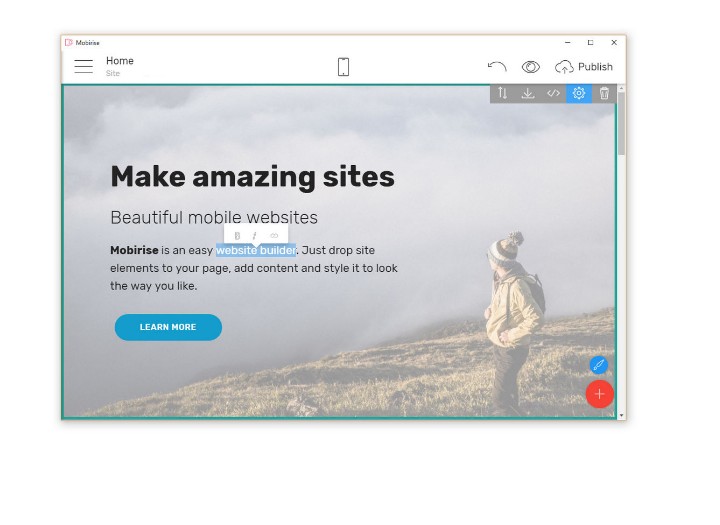 Mobirise
Home
Site
Publish
Make amazing sites
Beautiful mobile websites
B I
Mobirise is an easy website builder. Just drop site
elements to your page, add content and style it to look
the way you like.
LEARN MORE